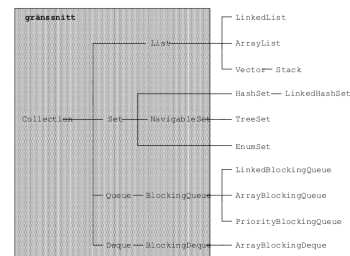 gränssnitt
LinkedList
List ArrayList
Vector Stack
HashSet LinkedHashSet
Collection Set NavigableSet TreeSet
EnumSet
LinkedBlockingQueue
Queue BlockingQueue ArrayBlockingQueue
PriorityBlockingQueue
Deque BlockingDeque ArrayBlockingDeque